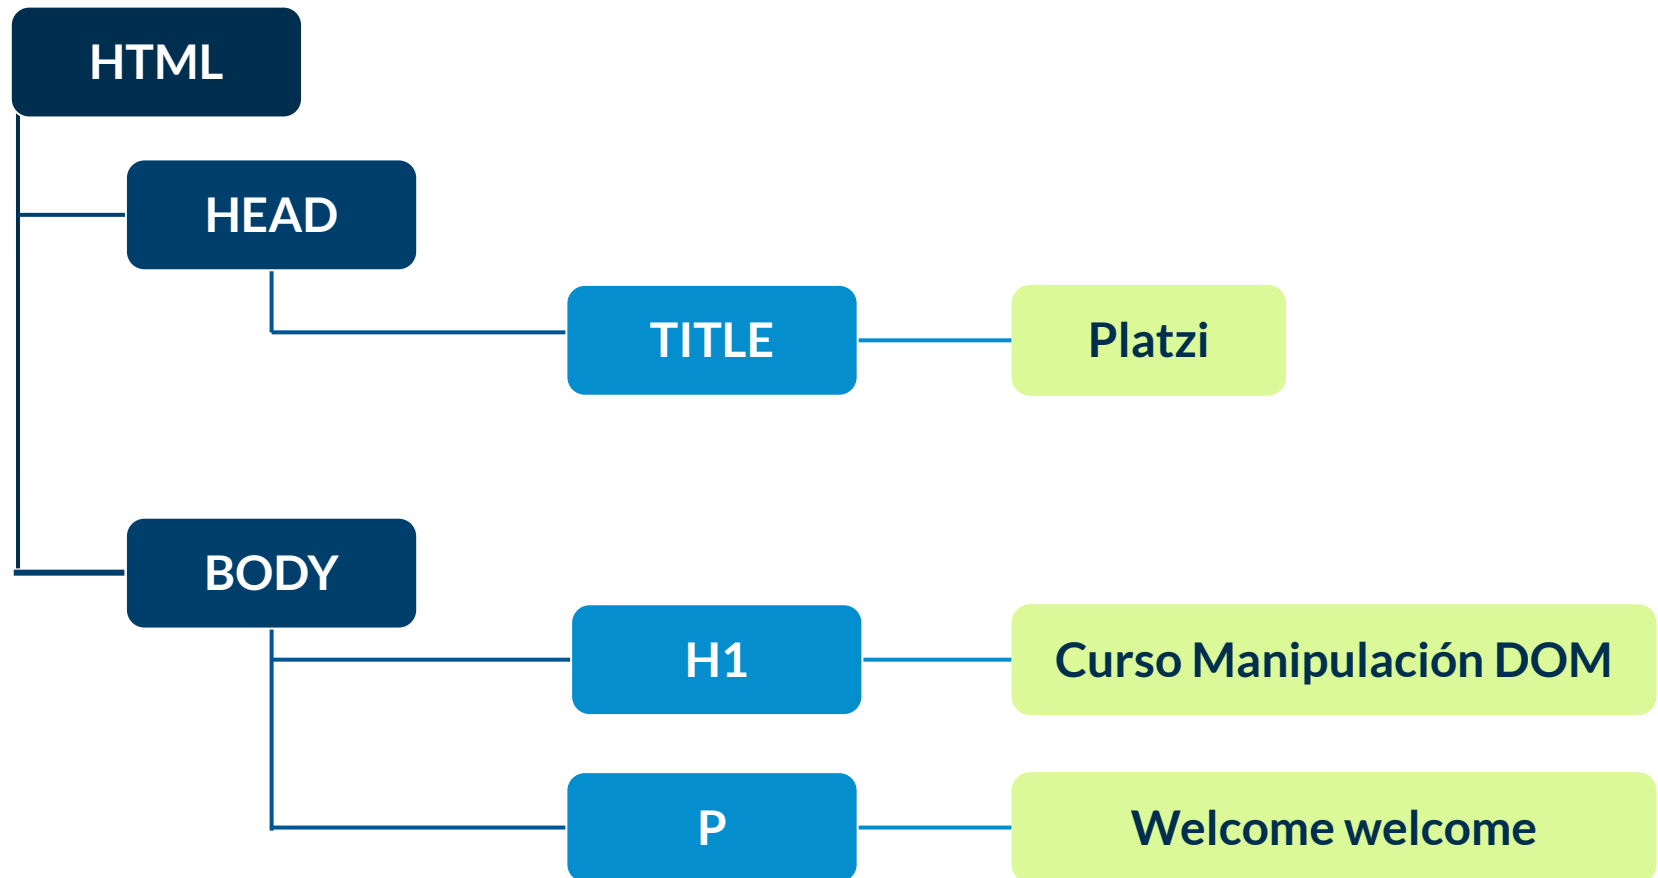 HTML
HEAD
TITLE
Platzi
BODY
H1
Curso Manipulación DOM
P
Welcome welcome